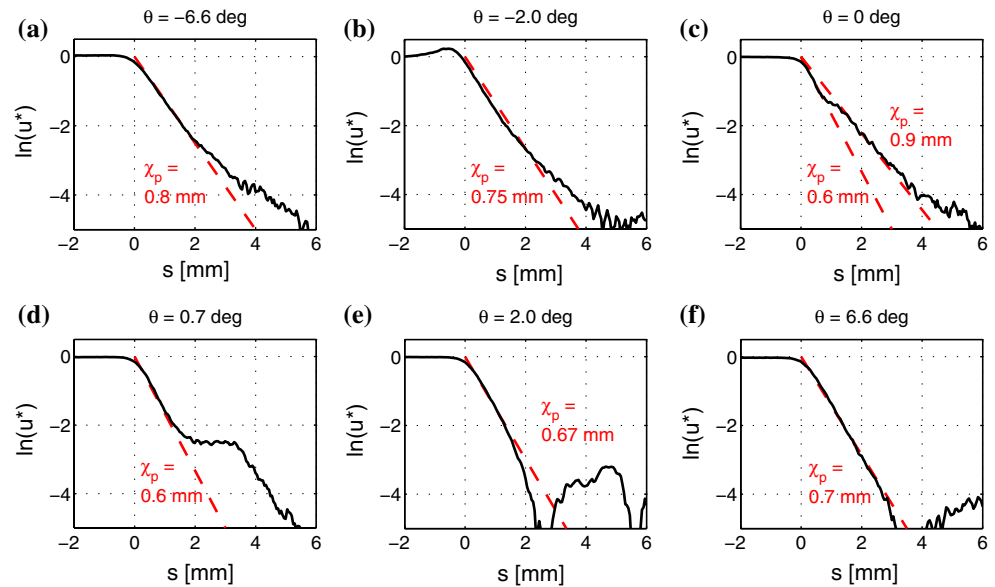 (a)
θ = −6.6 deg
0
−2
−4
ln(u*)
χp =
0.8 mm
−2 0 2 4 6
s [mm]
(b)
θ = −2.0 deg
0
−2
−4
ln(u*)
χp =
0.75 mm
−2 0 2 4 6
s [mm]
(c)
θ = 0 deg
0
−2
−4
ln(u*)
χp =
0.9 mm
χp =
0.6 mm
−2 0 2 4 6
s [mm]
(d)
θ = 0.7 deg
0
−2
−4
ln(u*)
χp =
0.6 mm
−2 0 2 4 6
s [mm]
(e)
θ = 2.0 deg
0
−2
−4
ln(u*)
χp =
0.67 mm
−2 0 2 4 6
s [mm]
(f)
θ = 6.6 deg
0
−2
−4
ln(u*)
χp =
0.7 mm
−2 0 2 4 6
s [mm]